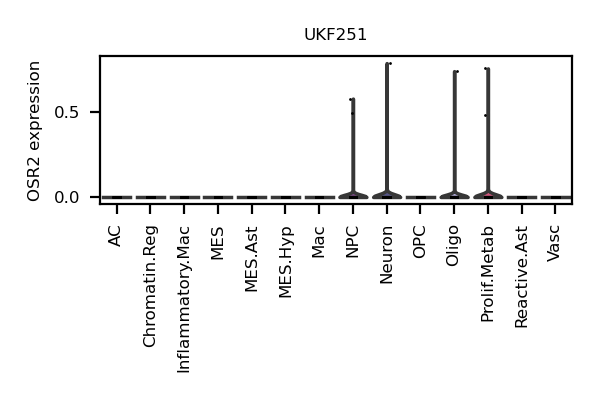 UKF251
OSR2 expression
0.5
0.0
AC
Chromatin.Reg
Inflammatory.Mac
MES
MES.Ast
MES.Hyp
Mac
NPC
Neuron
OPC
Oligo
Prolif.Metab
Reactive.Ast
Vasc